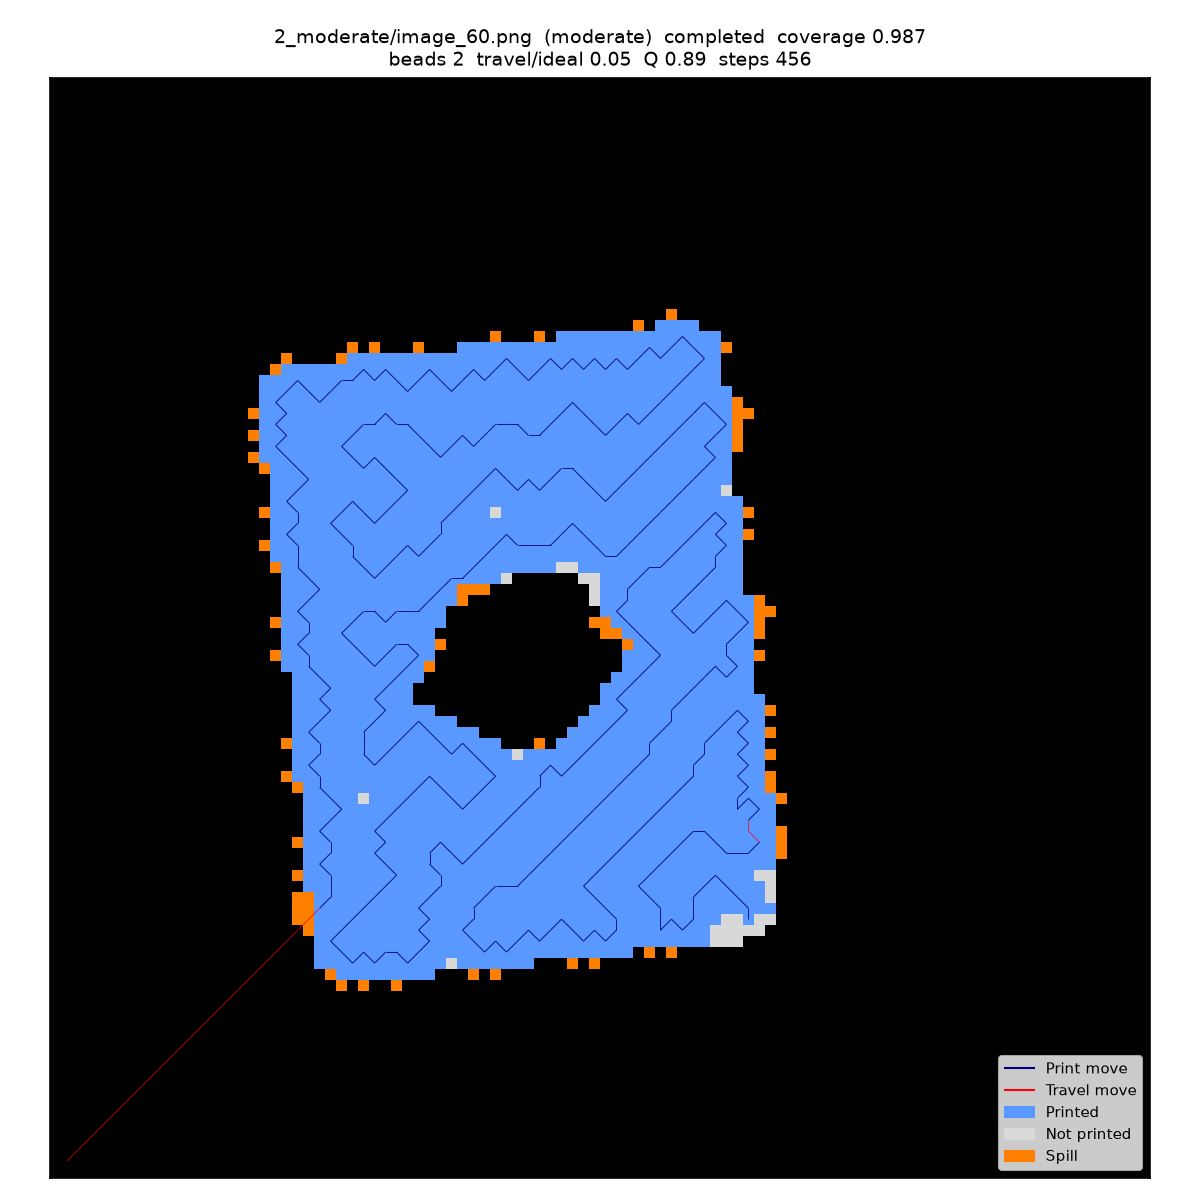 2_moderate/image_60.png  (moderate)  completed  coverage 0.987
beads 2  travel/ideal 0.05  Q 0.89  steps 456
Print move
Travel move
Printed
Not printed
Spill